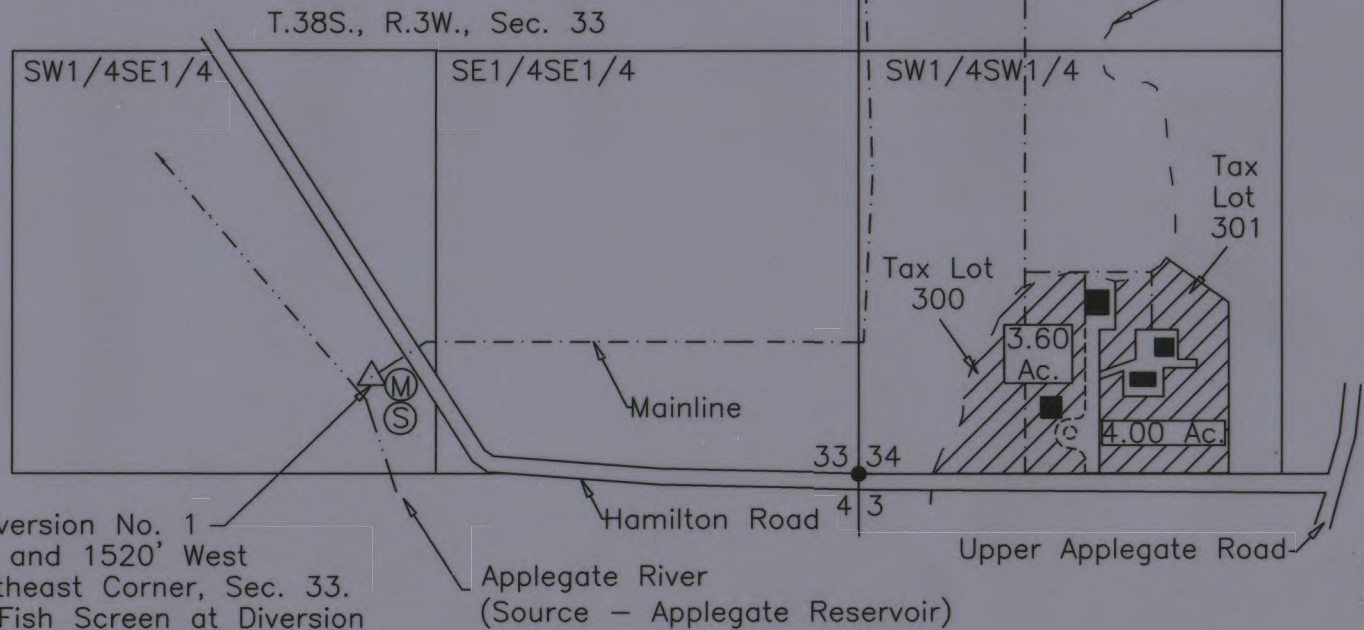 T.38S., R.3W., Sec. 33
SW1/4SE1/4
SE1/4SE1/4
SW1/4SW1/4
Tax
Lot
301
Tax Lot
300
3.60
Ac.
4.00 Ac.
M
S
Mainline
33 34
4 3
Hamilton Road
Upper Applegate Road
version No. 1
and 1520' West
theast Corner, Sec. 33.
Fish Screen at Diversion
Applegate River
(Source – Applegate Reservoir)